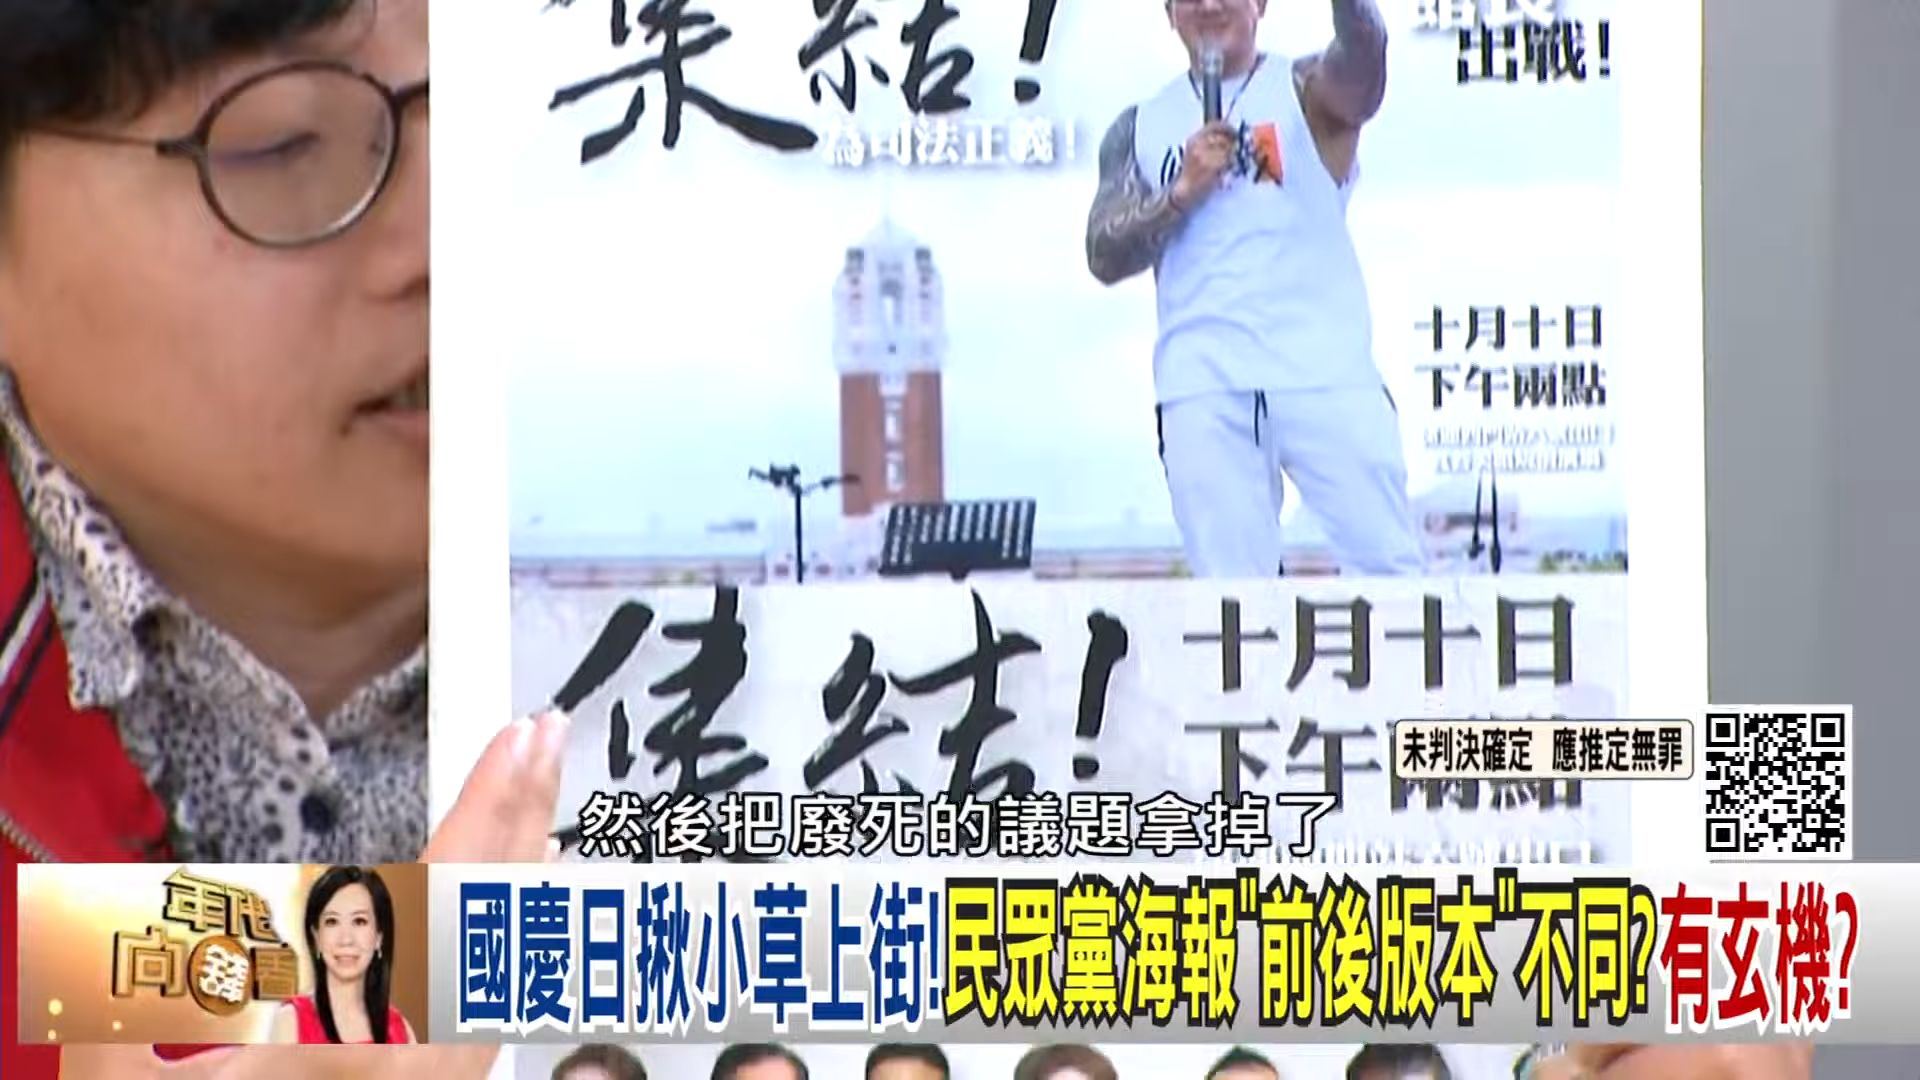 集結!
出戰!
為司法正義!
十月十日
下午兩點
集結!
十月十日
下午兩點
未判決確定 應推定無罪
然後把廢死的議題拿掉了
年代
向錢看
國慶日揪小草上街!民眾黨海報"前後版本"不同?有玄機?